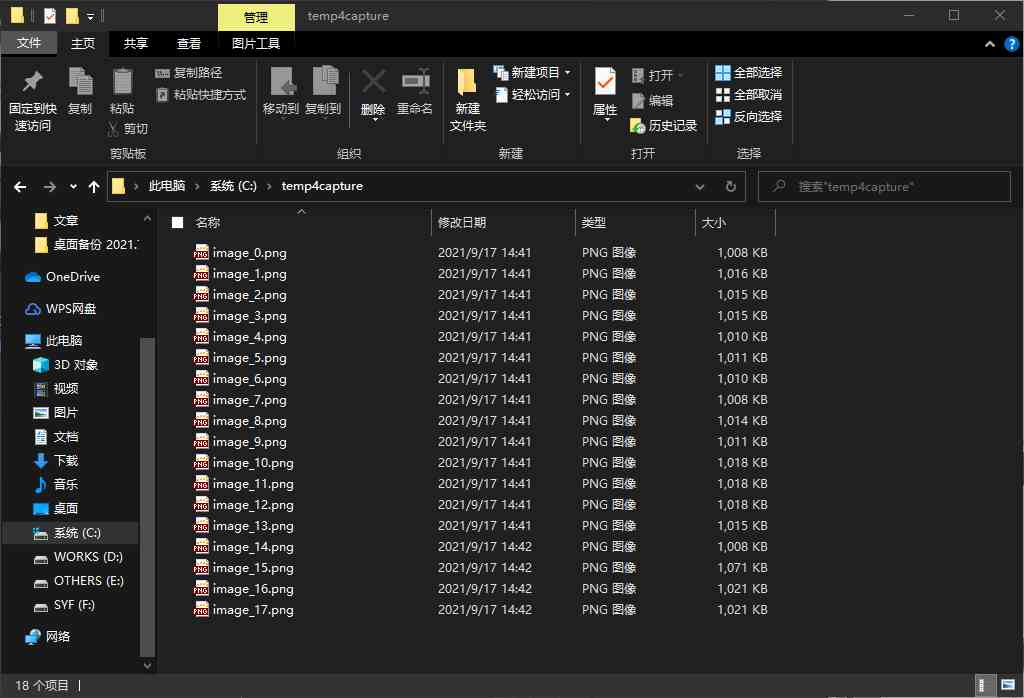 管理
temp4capture
文件
主页
共享
查看
图片工具
固定到快
速访问
复制
粘贴
复制路径
粘贴快捷方式
剪切
剪贴板
移动到
复制到
删除
重命名
组织
新建
文件夹
新建项目
轻松访问
新建
属性
打开
编辑
历史记录
打开
全部选择
全部取消
反向选择
选择
此电脑 › 系统 (C:) › temp4capture
搜索"temp4capture"
文章
桌面备份 2021.
OneDrive
WPS网盘
此电脑
3D 对象
视频
图片
文档
下载
音乐
桌面
系统 (C:)
WORKS (D:)
OTHERS (E:)
SYF (F:)
网络
名称 修改日期 类型 大小
image_0.png 2021/9/17 14:41 PNG 图像 1,008 KB
image_1.png 2021/9/17 14:41 PNG 图像 1,016 KB
image_2.png 2021/9/17 14:41 PNG 图像 1,015 KB
image_3.png 2021/9/17 14:41 PNG 图像 1,015 KB
image_4.png 2021/9/17 14:41 PNG 图像 1,010 KB
image_5.png 2021/9/17 14:41 PNG 图像 1,011 KB
image_6.png 2021/9/17 14:41 PNG 图像 1,010 KB
image_7.png 2021/9/17 14:41 PNG 图像 1,008 KB
image_8.png 2021/9/17 14:41 PNG 图像 1,014 KB
image_9.png 2021/9/17 14:41 PNG 图像 1,011 KB
image_10.png 2021/9/17 14:41 PNG 图像 1,018 KB
image_11.png 2021/9/17 14:41 PNG 图像 1,018 KB
image_12.png 2021/9/17 14:41 PNG 图像 1,018 KB
image_13.png 2021/9/17 14:41 PNG 图像 1,015 KB
image_14.png 2021/9/17 14:42 PNG 图像 1,008 KB
image_15.png 2021/9/17 14:42 PNG 图像 1,071 KB
image_16.png 2021/9/17 14:42 PNG 图像 1,021 KB
image_17.png 2021/9/17 14:42 PNG 图像 1,021 KB
18 个项目